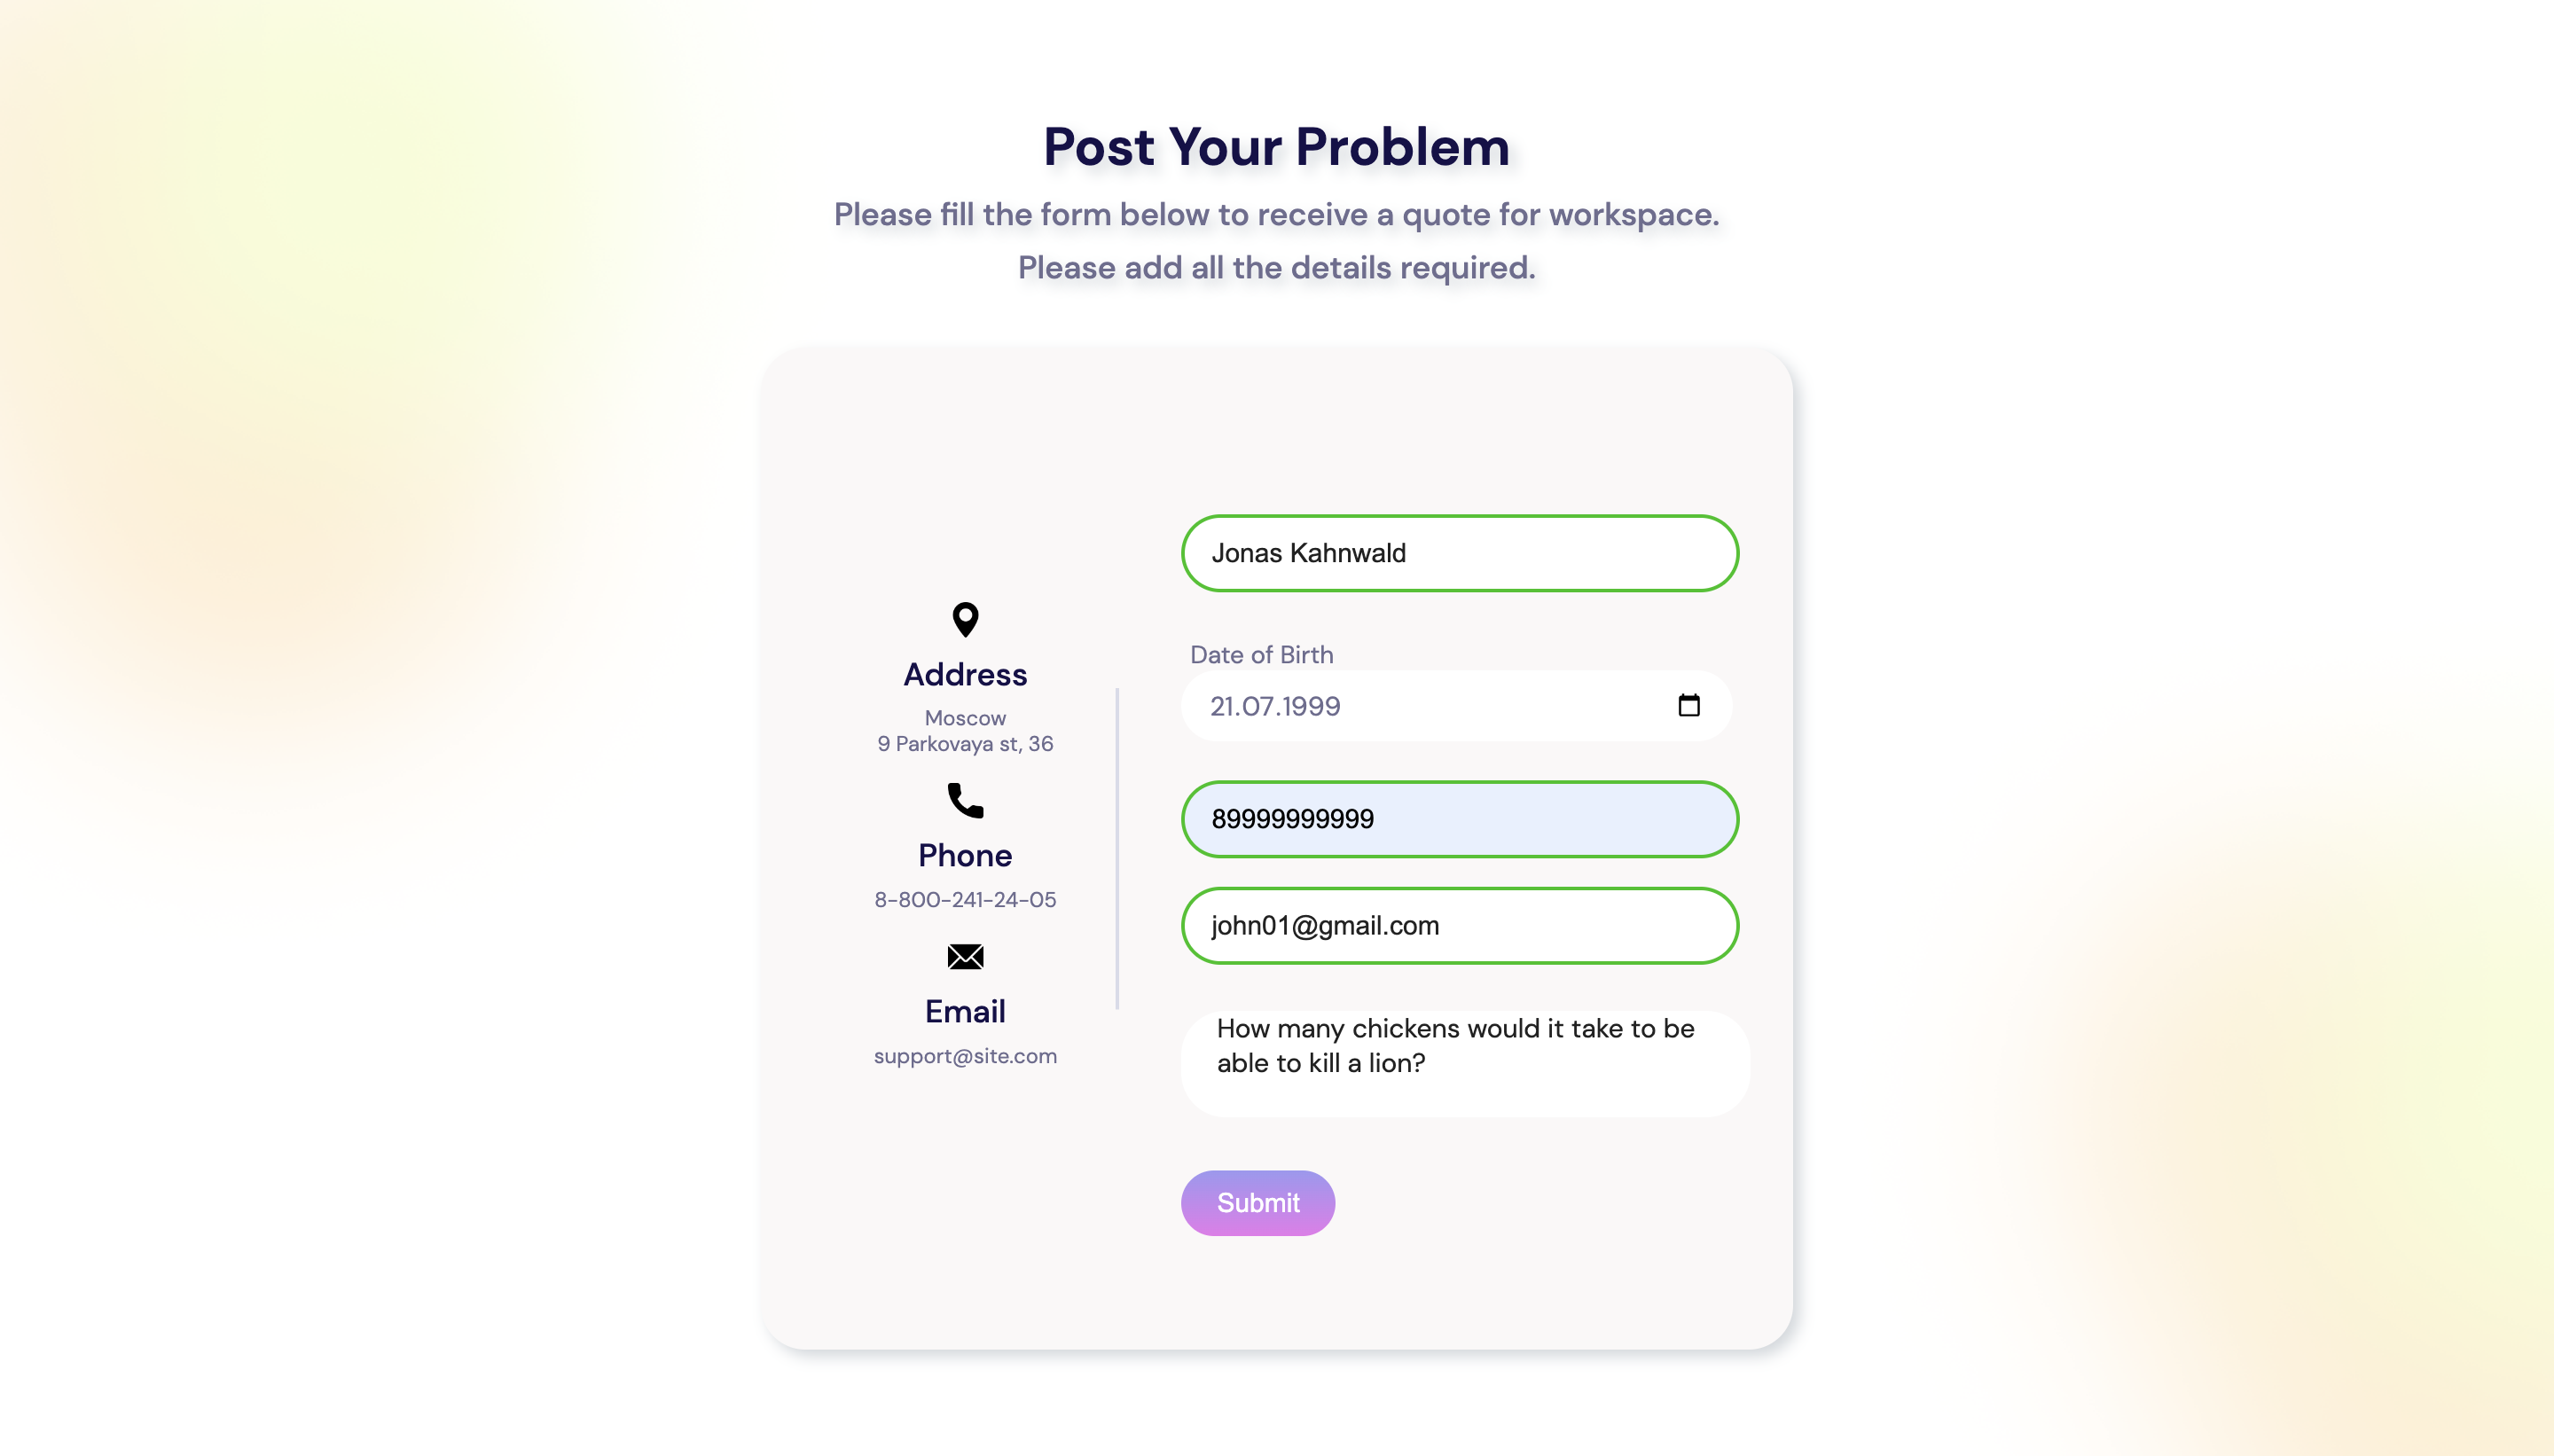 Post Your Problem
Please fill the form below to receive a quote for workspace.
Please add all the details required.
Address
Moscow
9 Parkovaya st, 36
Phone
8-800-241-24-05
Email
support@site.com
Jonas Kahnwald
Date of Birth
21.07.1999
89999999999
john01@gmail.com
How many chickens would it take to be
able to kill a lion?
Submit